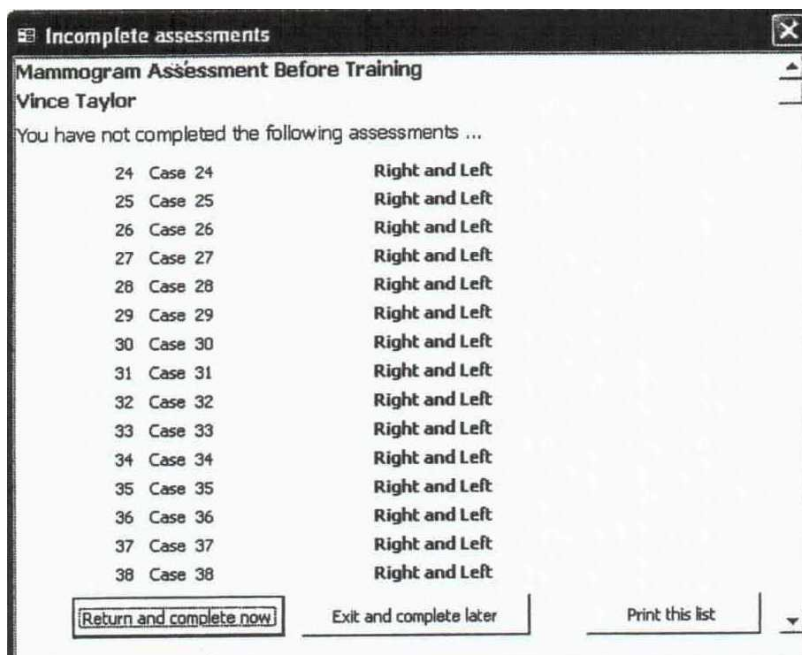 Incomplete assessments
Mammogram Assessment Before Training
Vince Taylor
You have not completed the following assessments ...
24 Case 24 Right and Left
25 Case 25 Right and Left
26 Case 26 Right and Left
27 Case 27 Right and Left
28 Case 28 Right and Left
29 Case 29 Right and Left
30 Case 30 Right and Left
31 Case 31 Right and Left
32 Case 32 Right and Left
33 Case 33 Right and Left
34 Case 34 Right and Left
35 Case 35 Right and Left
36 Case 36 Right and Left
37 Case 37 Right and Left
38 Case 38 Right and Left
Return and complete now Exit and complete later Print this list